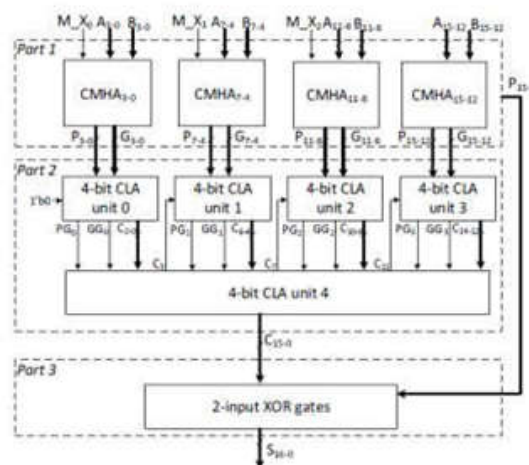 M_X₀ A₃₋₀ B₃₋₀ M_X₁ A₇₋₄ B₇₋₄ M_X₂ A₁₁₋₈ B₁₁₋₈ A₁₅₋₁₂ B₁₅₋₁₂
Part 1
CMHA₃₋₀ CMHA₇₋₄ CMHA₁₁₋₈ CMHA₁₅₋₁₂
P₃₋₀ G₃₋₀ P₇₋₄ G₇₋₄ P₁₁₋₈ G₁₁₋₈ P₁₅₋₁₂ G₁₅₋₁₂
Part 2
1'b0
4-bit CLA unit 0
4-bit CLA unit 1
4-bit CLA unit 2
4-bit CLA unit 3
PG₀ GG₀ C₂₋₀ C₃ PG₁ GG₁ C₆₋₄ C₇ PG₂ GG₂ C₁₀₋₈ PG₃ GG₃ C₁₄₋₁₂
4-bit CLA unit 4
C₁₅₋₀
Part 3
2-input XOR gates
S₁₆₋₀